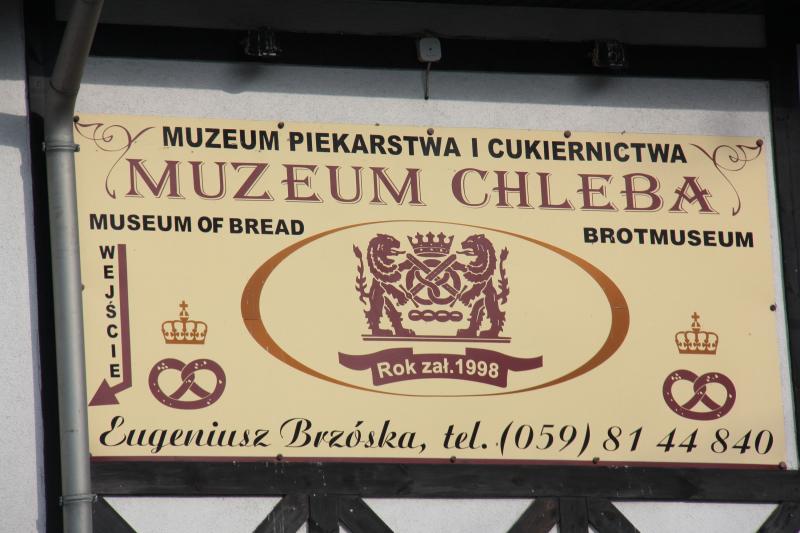 MUZEUM PIEKARSTWA I CUKIERNICTWA
MUZEUM CHLEBA
MUSEUM OF BREAD
BROTMUSEUM
WEJŚCIE
Rok zał.1998
Eugeniusz Brzóska, tel. (059) 81 44 840